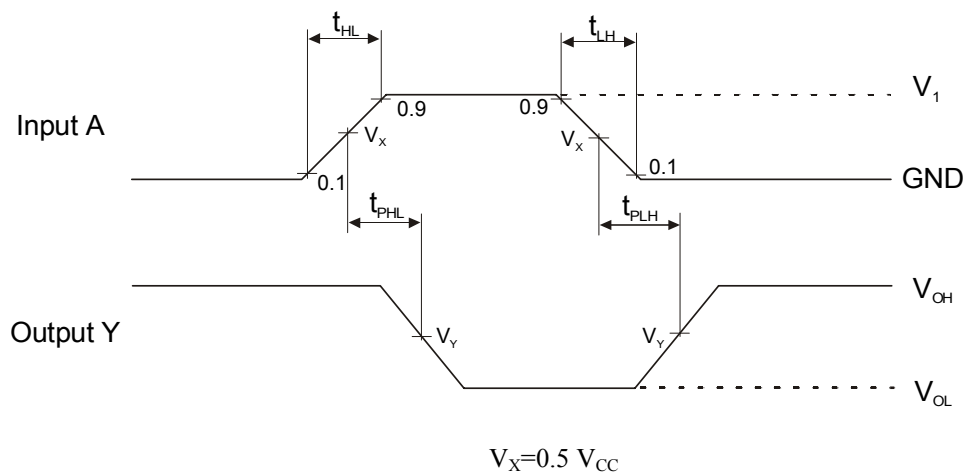 t_HL t_LH
V_1
0.9 0.9
Input A
V_X V_X
0.1 0.1
GND
t_PHL t_PLH
V_OH
Output Y
V_Y V_Y
V_OL
V_X=0.5 V_CC